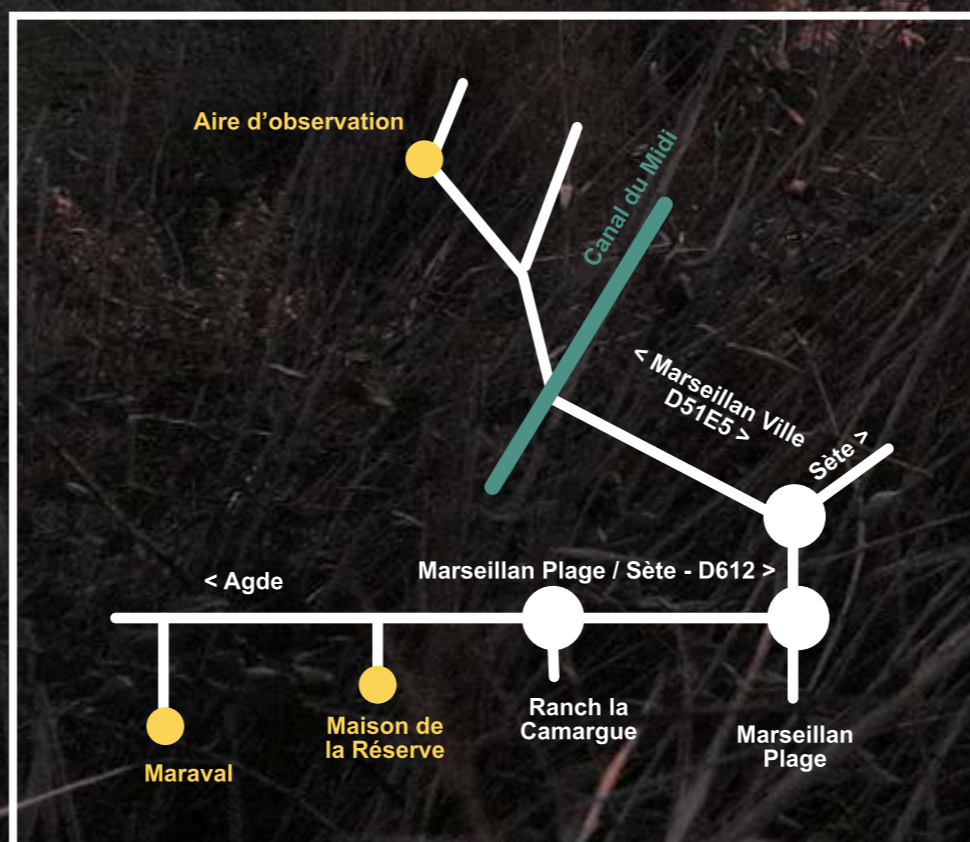 Aire d’observation
Canal du Midi
< Marseillan Ville
D51E5 >
Sète >
< Agde
Marseillan Plage / Sète - D612 >
Maraval
Maison de
la Réserve
Ranch la
Camargue
Marseillan
Plage